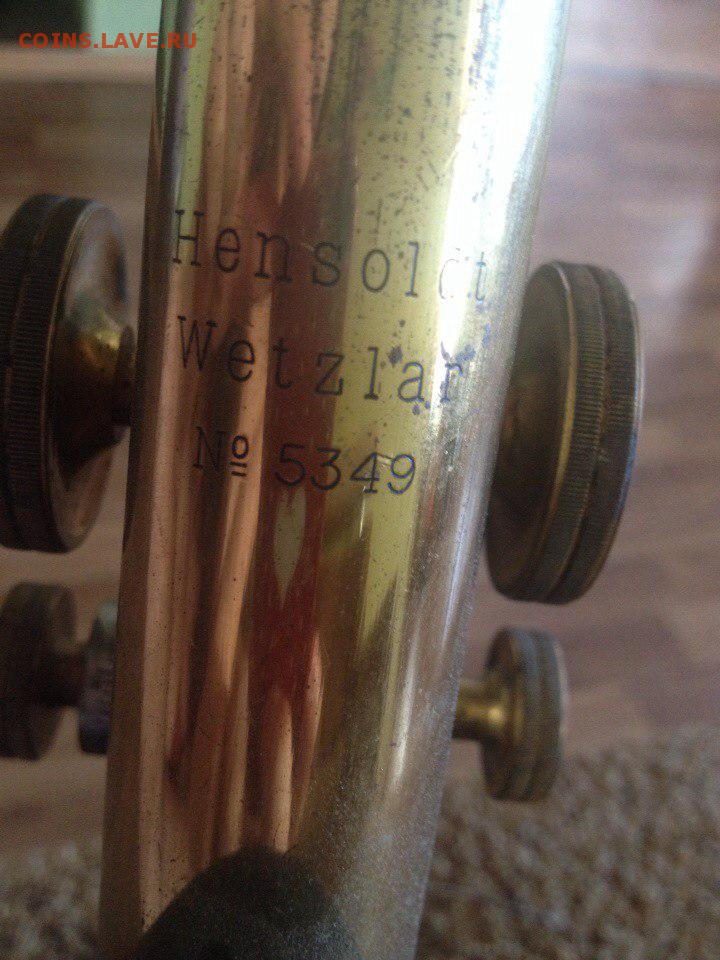 COINS.LAVE.RU
Hensoldt
Wetzlar
№ 5349